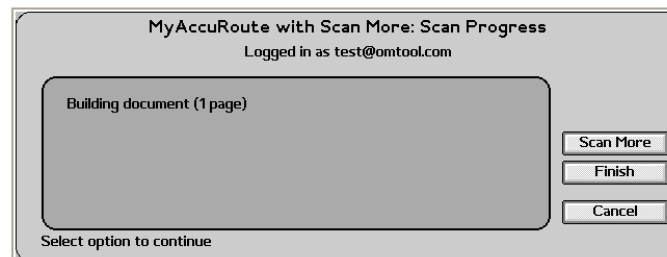 MyAccuRoute with Scan More: Scan Progress
Logged in as test@omtool.com
Building document (1 page)
Scan More
Finish
Cancel
Select option to continue